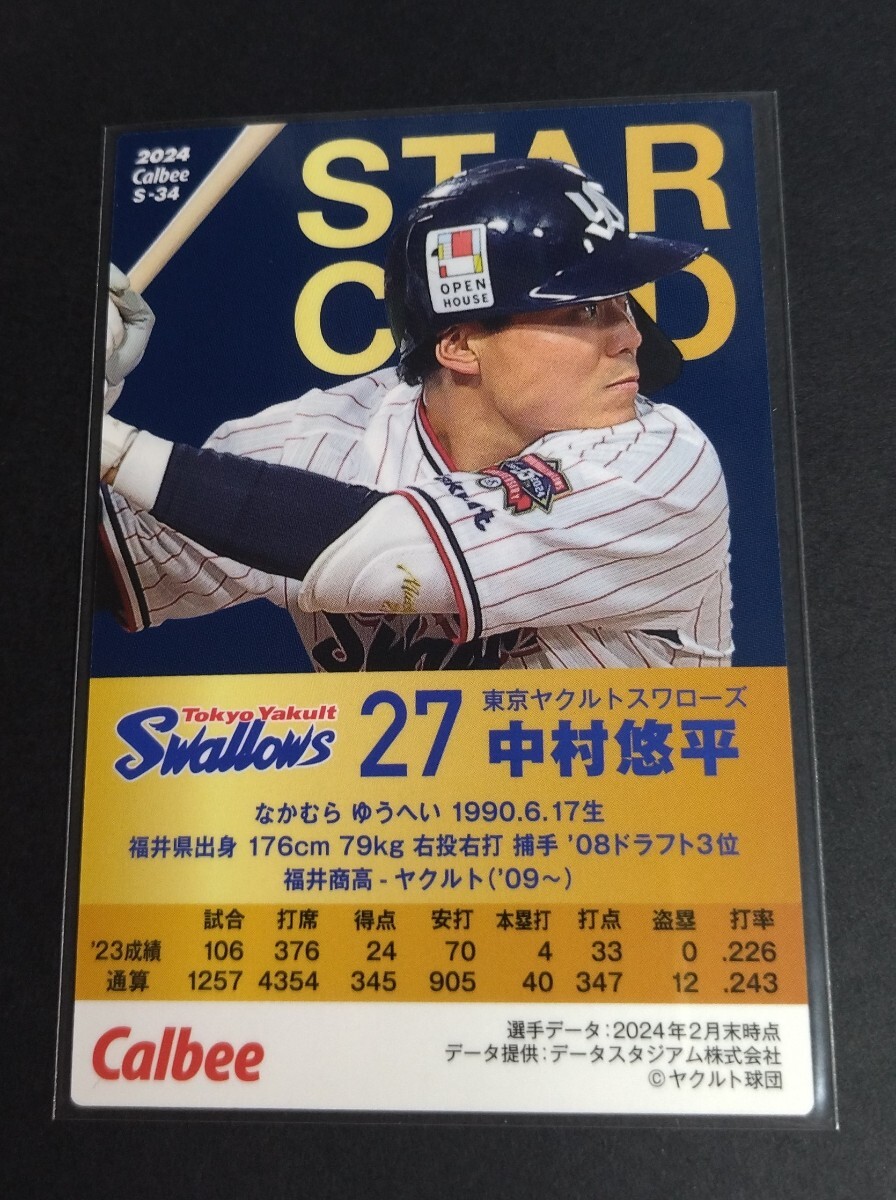 2024
Calbee
S-34
STAR
C D
OPEN
HOUSE
2024
東京ヤクルトスワローズ
Tokyo Yakult
Swallows
27
中村悠平
なかむら ゆうへい 1990.6.17生
福井県出身 176cm 79kg 右投右打 捕手 '08ドラフト3位
福井商高-ヤクルト('09〜)
試合 打席 得点 安打 本塁打 打点 盗塁 打率
'23成績 106 376 24 70 4 33 0 .226
通算 1257 4354 345 905 40 347 12 .243
Calbee
選手データ:2024年2月末時点
データ提供:データスタジアム株式会社
©ヤクルト球団